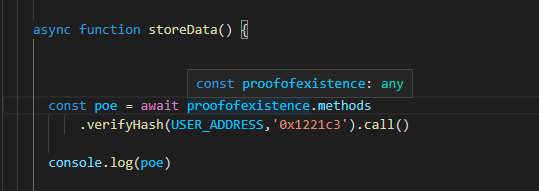 async function storeData() {
const proofofexistence: any
const poe = await proofofexistence.methods
.verifyHash(USER_ADDRESS,'0x1221c3').call()
console.log(poe)